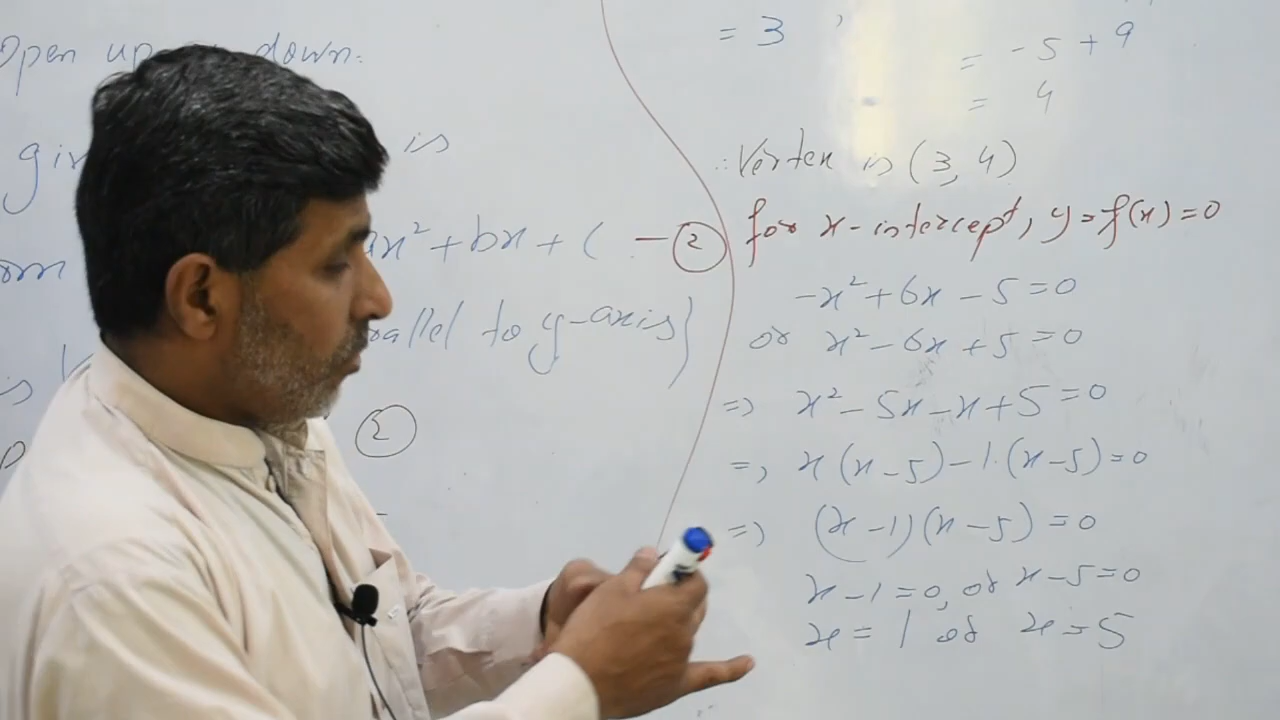 Open up down.
is
ax² + bx + c — ②
parallel to y-axis}
is
②
= 3 ,
= -5 + 9
= 4
∴ Vertex is (3, 4)
for x-intercept, y = f(x) = 0
-x² + 6x - 5 = 0
or x² - 6x + 5 = 0
=> x² - 5x - x + 5 = 0
=> x(x - 5) - 1.(x - 5) = 0
=> (x - 1)(x - 5) = 0
x - 1 = 0, or x - 5 = 0
x = 1 or x = 5